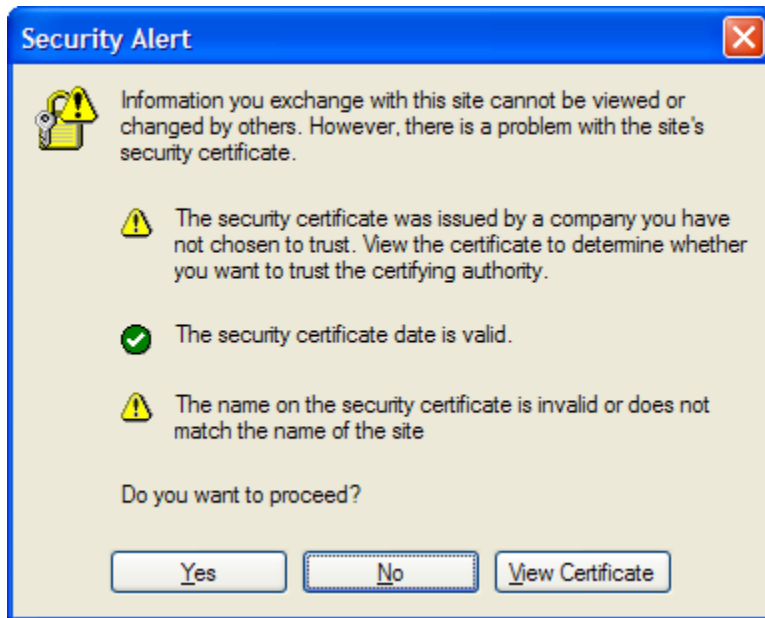 Security Alert
Information you exchange with this site cannot be viewed or
changed by others. However, there is a problem with the site's
security certificate.
The security certificate was issued by a company you have
not chosen to trust. View the certificate to determine whether
you want to trust the certifying authority.
The security certificate date is valid.
The name on the security certificate is invalid or does not
match the name of the site
Do you want to proceed?
Yes No View Certificate